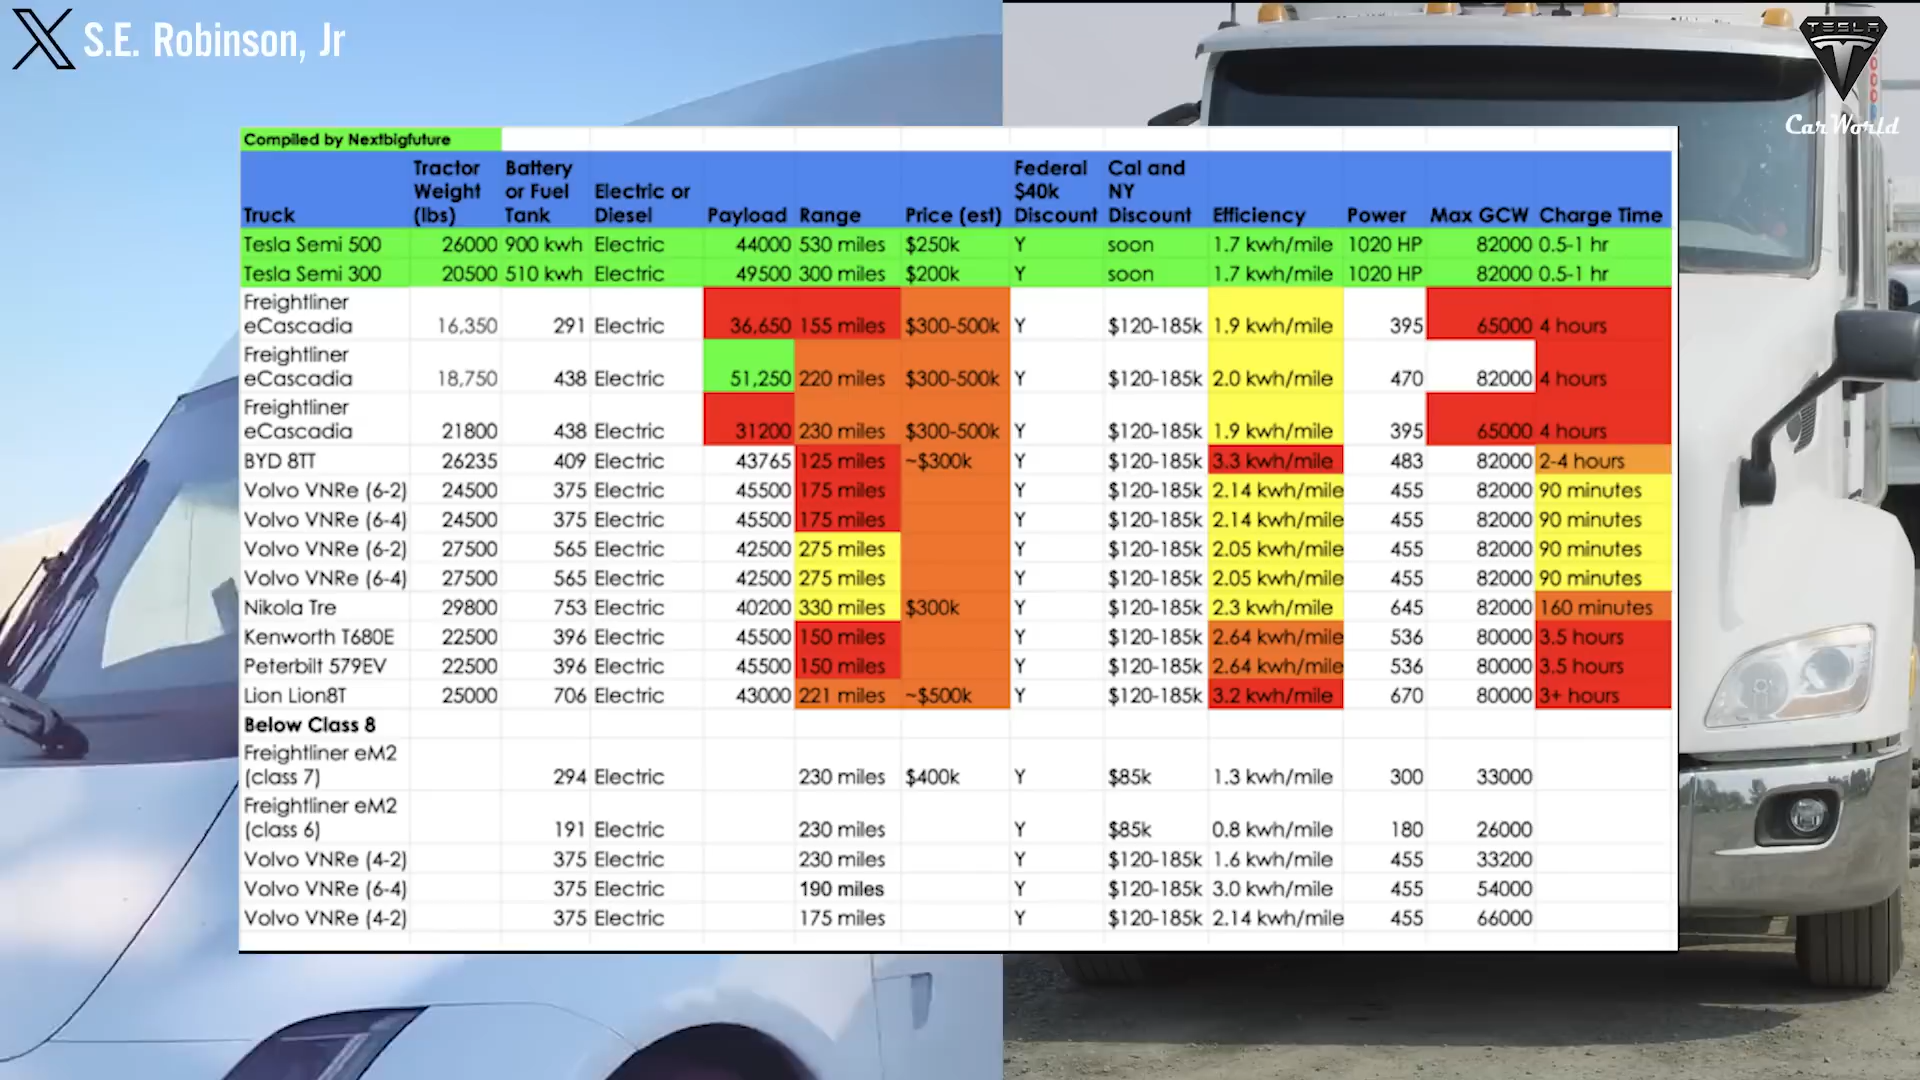 S.E. Robinson, Jr
TESLA
Car World
Compiled by Nextbigfuture
Truck Tractor Weight (lbs) Battery or Fuel Tank Electric or Diesel Payload Range Price (est) Federal $40k Discount Cal and NY Discount Efficiency Power Max GCW Charge Time
Tesla Semi 500 26000 900 kwh Electric 44000 530 miles $250k Y soon 1.7 kwh/mile 1020 HP 82000 0.5-1 hr
Tesla Semi 300 20500 510 kwh Electric 49500 300 miles $200k Y soon 1.7 kwh/mile 1020 HP 82000 0.5-1 hr
Freightliner eCascadia 16,350 291 Electric 36,650 155 miles $300-500k Y $120-185k 1.9 kwh/mile 395 65000 4 hours
Freightliner eCascadia 18,750 438 Electric 51,250 220 miles $300-500k Y $120-185k 2.0 kwh/mile 470 82000 4 hours
Freightliner eCascadia 21800 438 Electric 31200 230 miles $300-500k Y $120-185k 1.9 kwh/mile 395 65000 4 hours
BYD 8TT 26235 409 Electric 43765 125 miles ~$300k Y $120-185k 3.3 kwh/mile 483 82000 2-4 hours
Volvo VNRe (6-2) 24500 375 Electric 45500 175 miles Y $120-185k 2.14 kwh/mile 455 82000 90 minutes
Volvo VNRe (6-4) 24500 375 Electric 45500 175 miles Y $120-185k 2.14 kwh/mile 455 82000 90 minutes
Volvo VNRe (6-2) 27500 565 Electric 42500 275 miles Y $120-185k 2.05 kwh/mile 455 82000 90 minutes
Volvo VNRe (6-4) 27500 565 Electric 42500 275 miles Y $120-185k 2.05 kwh/mile 455 82000 90 minutes
Nikola Tre 29800 753 Electric 40200 330 miles $300k Y $120-185k 2.3 kwh/mile 645 82000 160 minutes
Kenworth T680E 22500 396 Electric 45500 150 miles Y $120-185k 2.64 kwh/mile 536 80000 3.5 hours
Peterbilt 579EV 22500 396 Electric 45500 150 miles Y $120-185k 2.64 kwh/mile 536 80000 3.5 hours
Lion Lion8T 25000 706 Electric 43000 221 miles ~$500k Y $120-185k 3.2 kwh/mile 670 80000 3+ hours
Below Class 8
Freightliner eM2 (class 7) 294 Electric 230 miles $400k Y $85k 1.3 kwh/mile 300 33000
Freightliner eM2 (class 6) 191 Electric 230 miles Y $85k 0.8 kwh/mile 180 26000
Volvo VNRe (4-2) 375 Electric 230 miles Y $120-185k 1.6 kwh/mile 455 33200
Volvo VNRe (6-4) 375 Electric 190 miles Y $120-185k 3.0 kwh/mile 455 54000
Volvo VNRe (4-2) 375 Electric 175 miles Y $120-185k 2.14 kwh/mile 455 66000